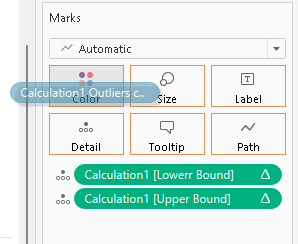 Marks
Automatic
Calculation1 Outliers c..
Color Size Label
Detail Tooltip Path
Calculation1 [Lowerr Bound]
Calculation1 [Upper Bound]